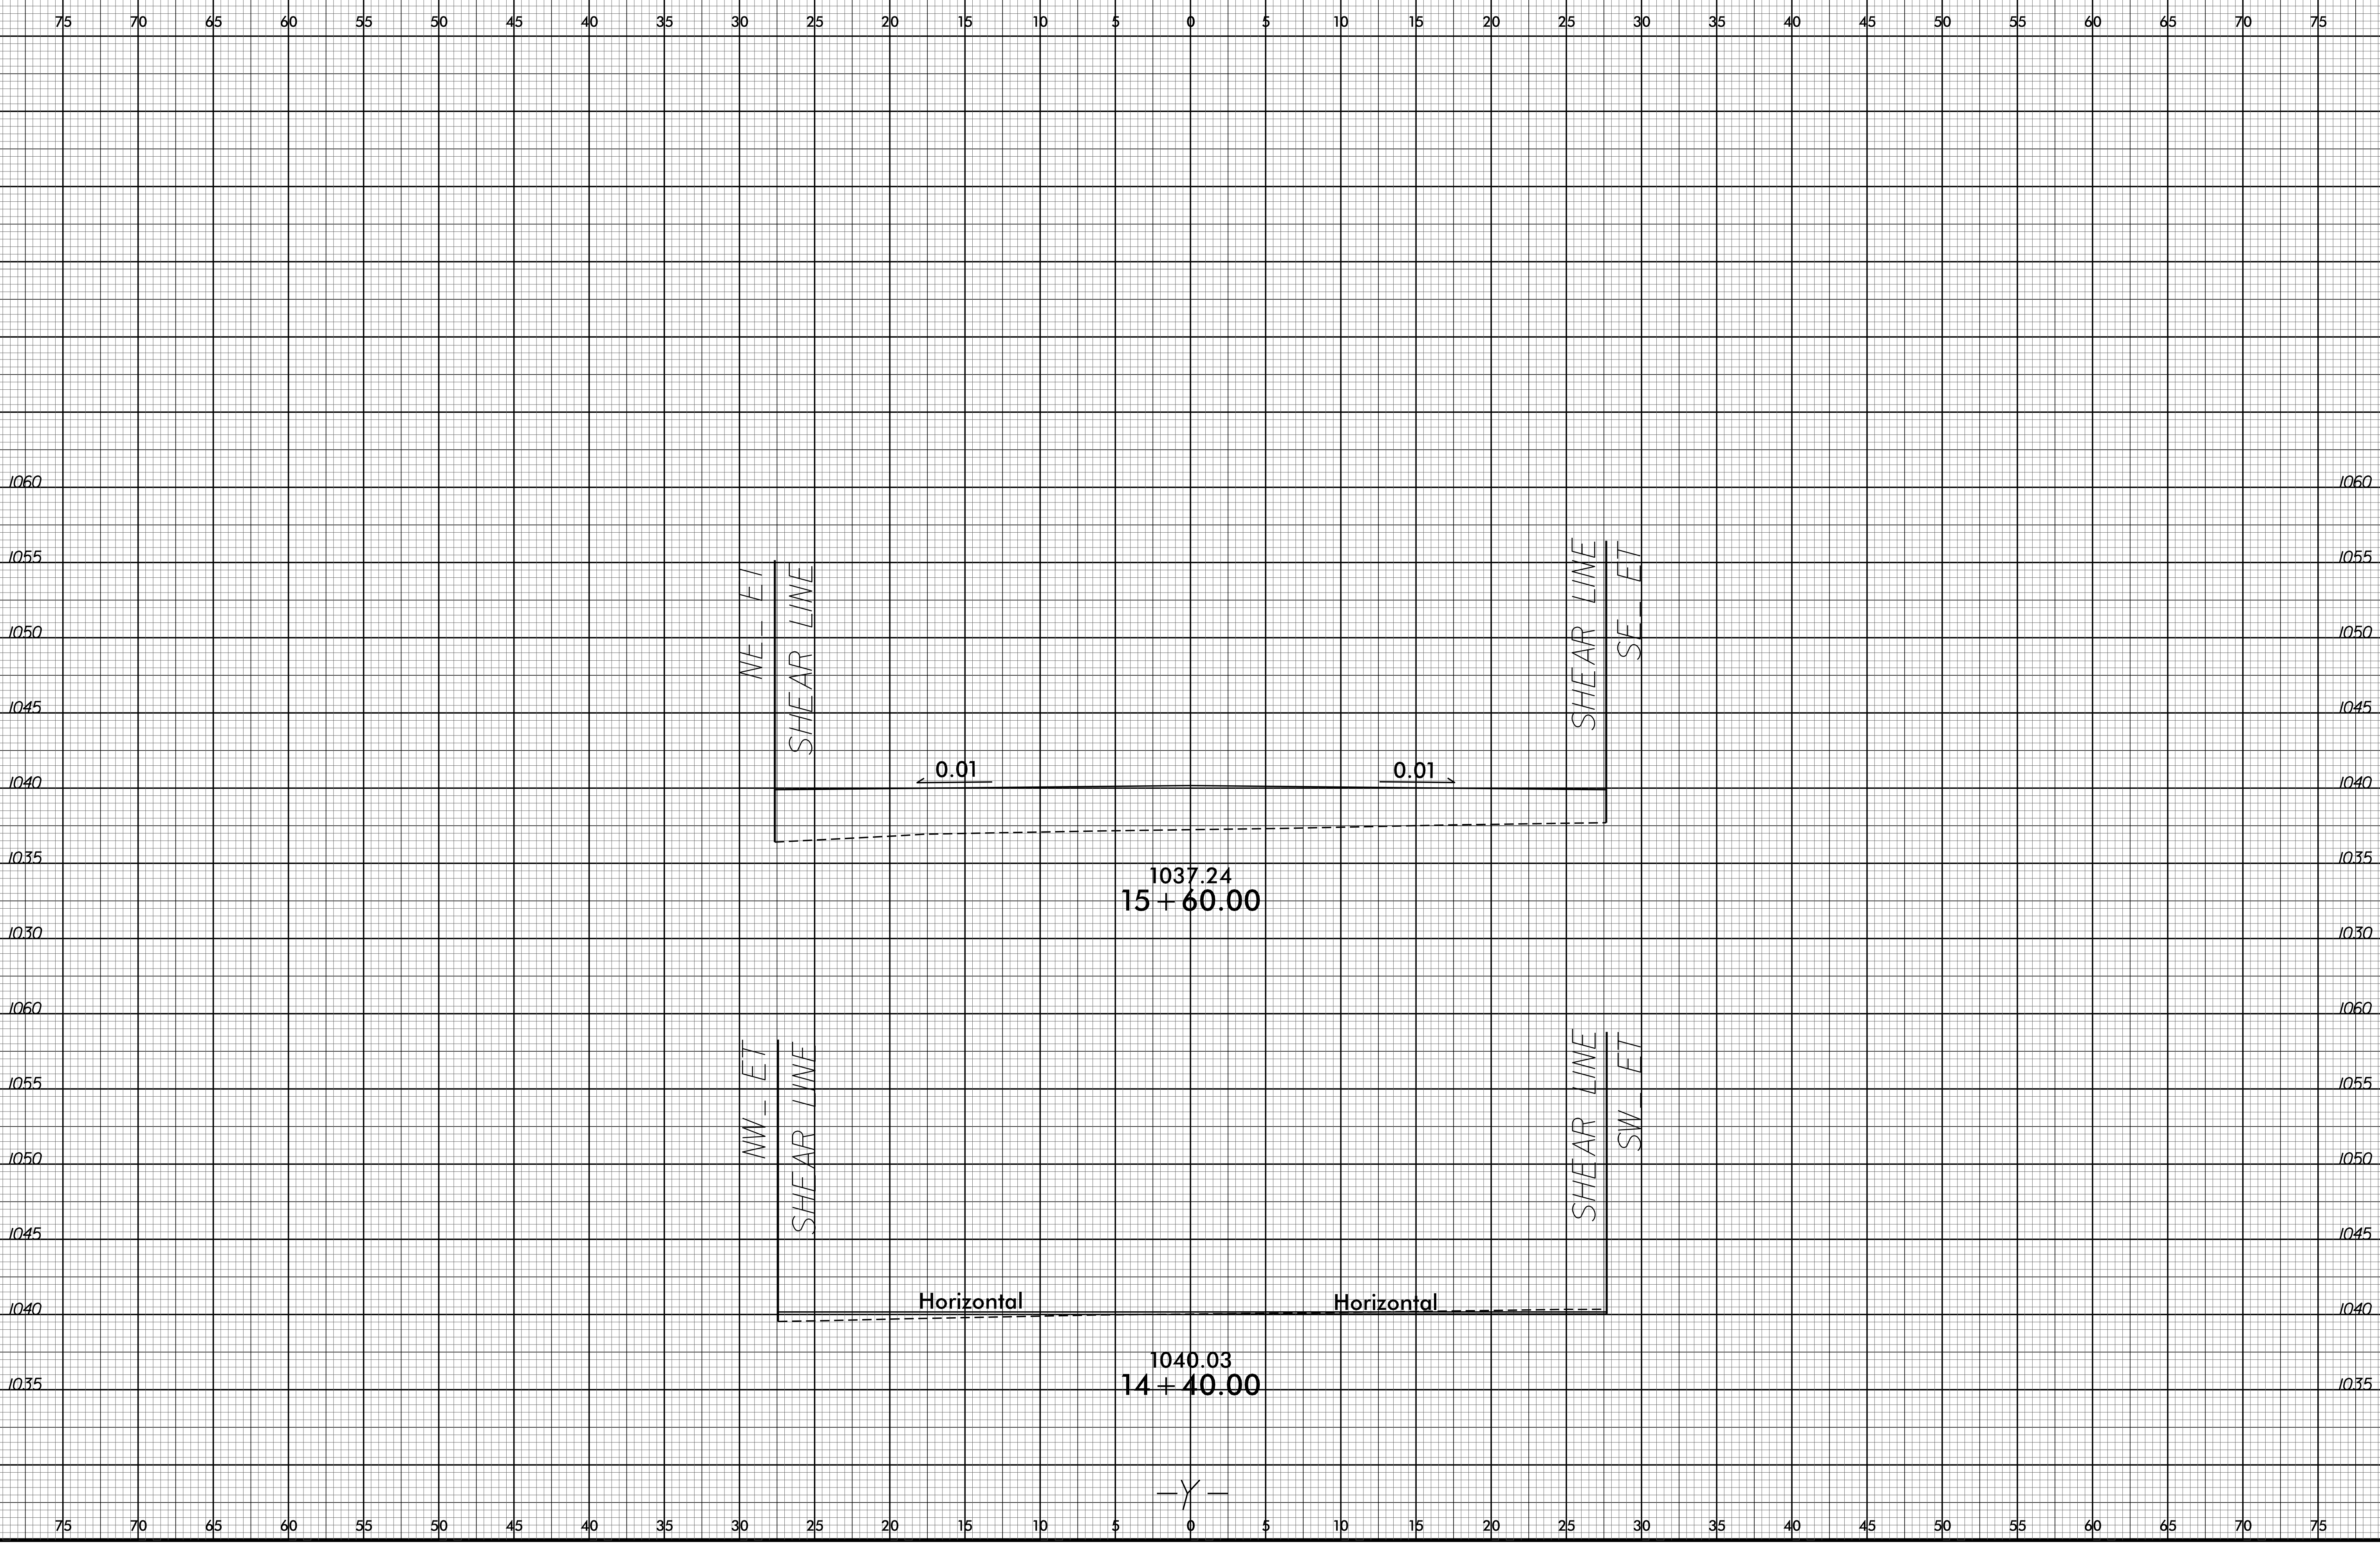 75 70 65 60 55 50 45 40 35 30 25 20 15 10 5 0 5 10 15 20 25 30 35 40 45 50 55 60 65 70 75
1060 1060
1055 1055
NE_ET
SHEAR LINE
SHEAR LINE
SE_ET
1050 1050
1045 1045
0.01 0.01
1040 1040
1035 1035
1037.24
15+60.00
1030 1030
1060 1060
NW_ET
SHEAR LINE
SHEAR LINE
SW_ET
1055 1055
1050 1050
1045 1045
Horizontal Horizontal
1040 1040
1040.03
14+40.00
1035 1035
-Y-
75 70 65 60 55 50 45 40 35 30 25 20 15 10 5 0 5 10 15 20 25 30 35 40 45 50 55 60 65 70 75